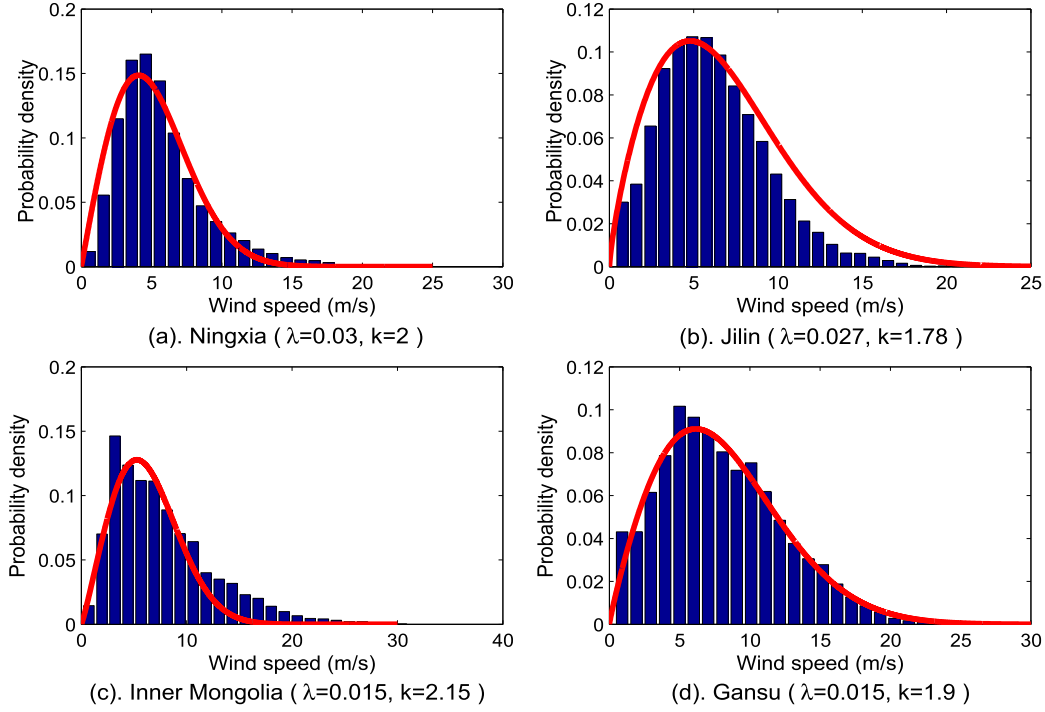 0.2
0.15
0.1
0.05
0
Probability density
0 5 10 15 20 25 30
Wind speed (m/s)
(a). Ningxia ( λ=0.03, k=2 )
0.12
0.1
0.08
0.06
0.04
0.02
0
Probability density
0 5 10 15 20 25
Wind speed (m/s)
(b). Jilin ( λ=0.027, k=1.78 )
0.2
0.15
0.1
0.05
0
Probability density
0 10 20 30 40
Wind speed (m/s)
(c). Inner Mongolia ( λ=0.015, k=2.15 )
0.12
0.1
0.08
0.06
0.04
0.02
0
Probability density
0 5 10 15 20 25 30
Wind speed (m/s)
(d). Gansu ( λ=0.015, k=1.9 )